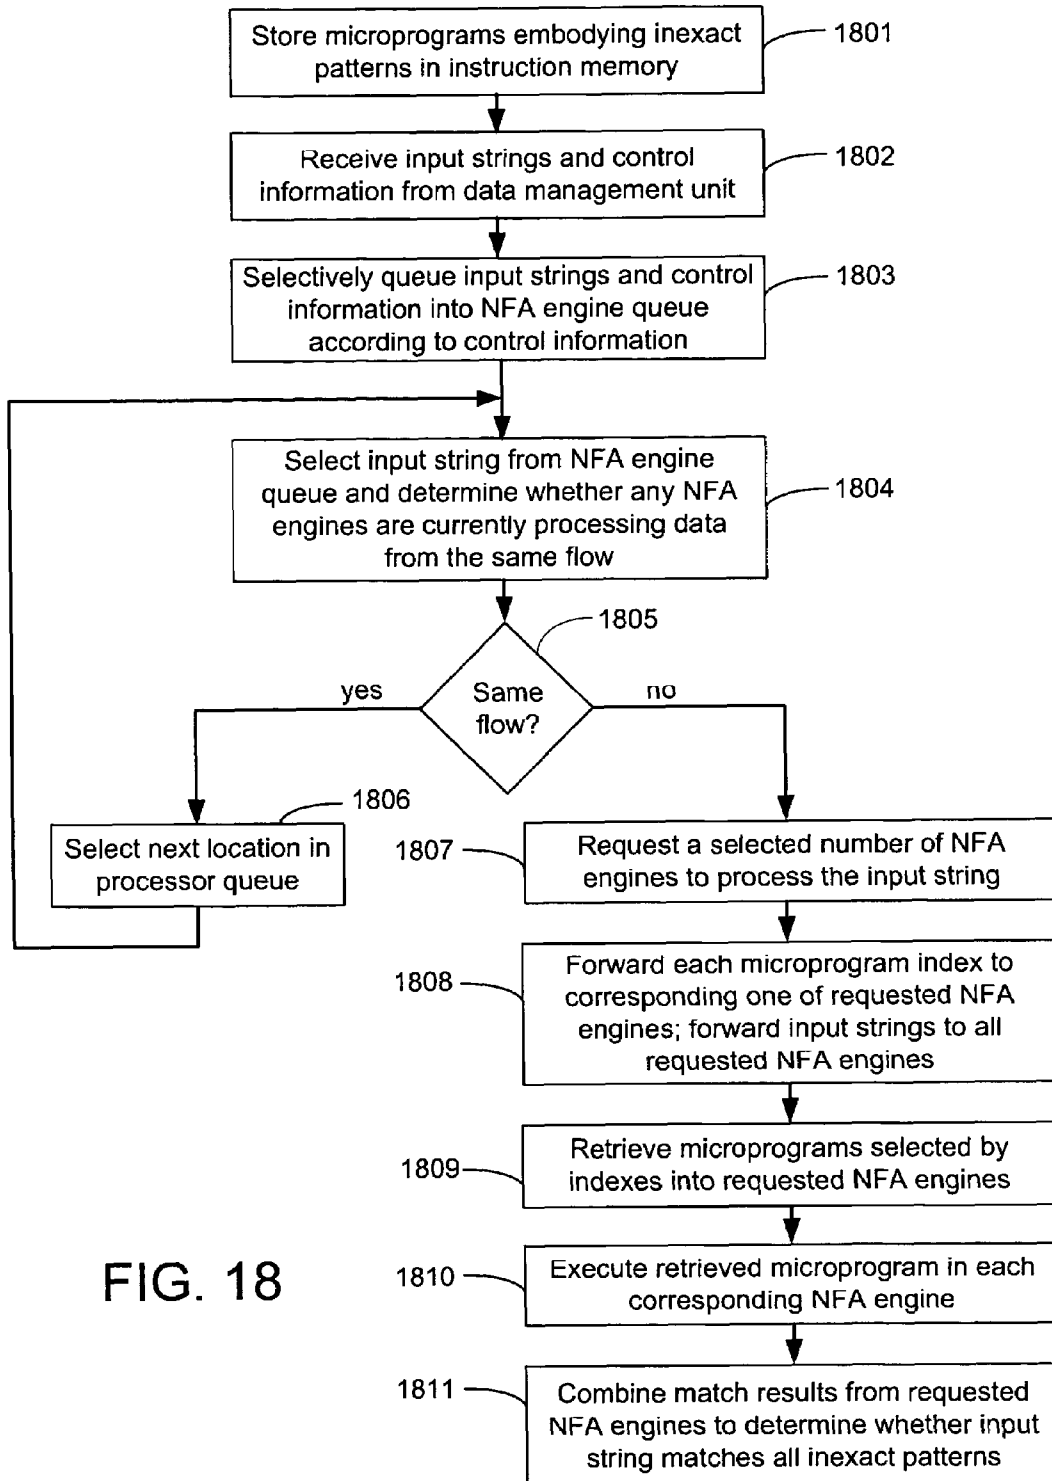 Store microprograms embodying inexact
patterns in instruction memory
1801
Receive input strings and control
information from data management unit
1802
Selectively queue input strings and control
information into NFA engine queue
according to control information
1803
Select input string from NFA engine
queue and determine whether any NFA
engines are currently processing data
from the same flow
1804
1805
Same
flow?
yes
no
1806
Select next location in
processor queue
1807
Request a selected number of NFA
engines to process the input string
1808
Forward each microprogram index to
corresponding one of requested NFA
engines; forward input strings to all
requested NFA engines
1809
Retrieve microprograms selected by
indexes into requested NFA engines
1810
Execute retrieved microprogram in each
corresponding NFA engine
1811
Combine match results from requested
NFA engines to determine whether input
string matches all inexact patterns
FIG. 18